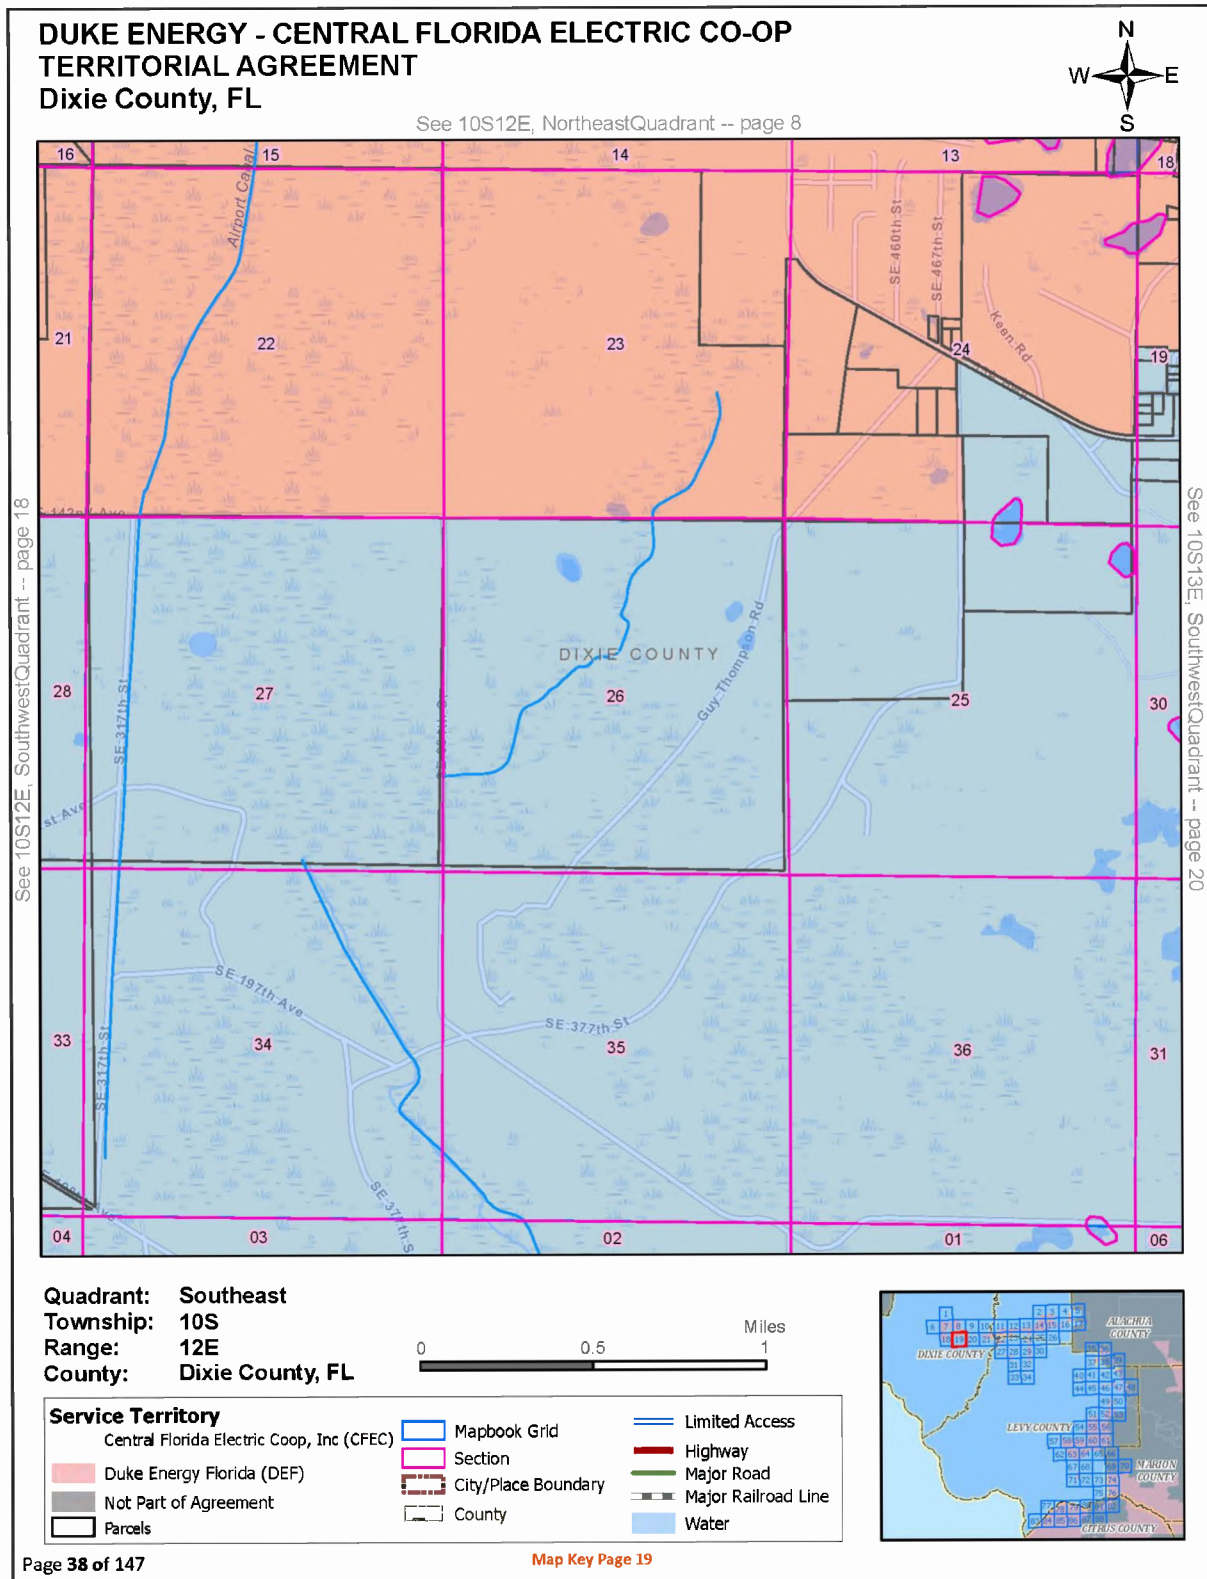 DUKE ENERGY - CENTRAL FLORIDA ELECTRIC CO-OP
TERRITORIAL AGREEMENT
Dixie County, FL
N
W E
S
See 10S12E, NortheastQuadrant -- page 8
16
15
14
13
18
Airport Canal
SE 460th St
SE 467th St
Keen Rd
21
22
23
24
19
See 10S12E, SouthwestQuadrant -- page 18
See 10S13E, SouthwestQuadrant -- page 20
DIXIE COUNTY
Guy Thompson Rd
SE 317th St
28
27
26
25
30
st Ave
SE 197th Ave
SE 377th St
SE 317th St
33
34
35
36
31
SE 377th S
04
03
02
01
06
Quadrant: Southeast
Township: 10S
Range: 12E
County: Dixie County, FL
Miles
0 0.5 1
Service Territory
Central Florida Electric Coop, Inc (CFEC)
Duke Energy Florida (DEF)
Not Part of Agreement
Parcels
Mapbook Grid
Section
City/Place Boundary
County
Limited Access
Highway
Major Road
Major Railroad Line
Water
ALACHUA
COUNTY
DIXIE COUNTY
LEVY COUNTY
MARION
COUNTY
CITRUS COUNTY
Page 38 of 147
Map Key Page 19